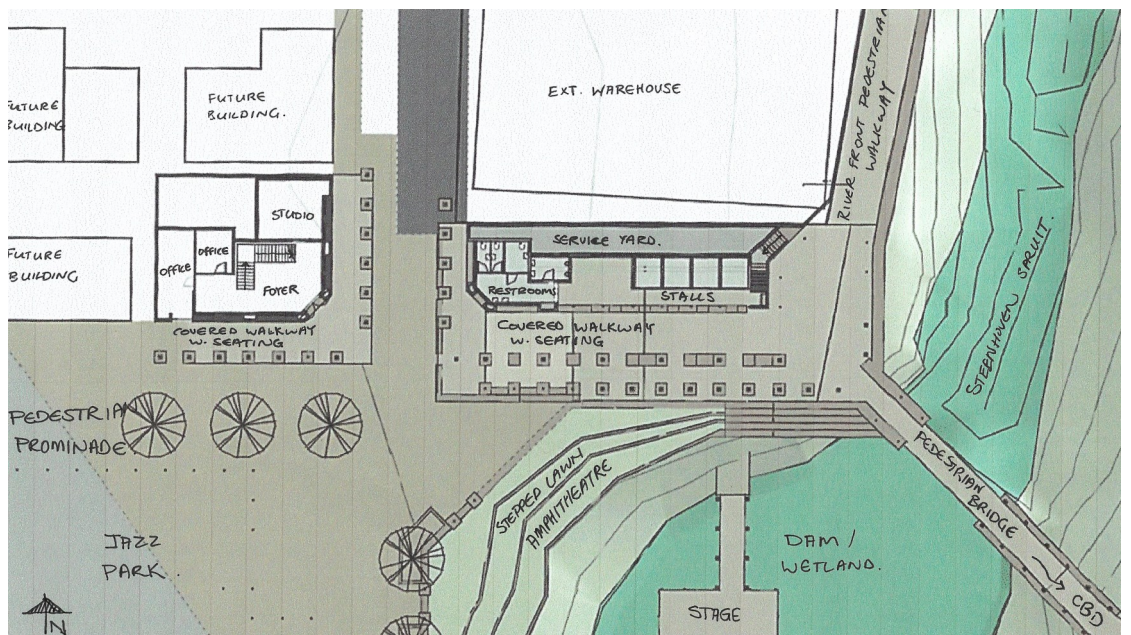 FUTURE
BUILDING
FUTURE
BUILDING.
EXT. WAREHOUSE
RIVER FRONT PEDESTRIAN
WALKWAY
STUDIO
OFFICE
OFFICE
FOYER
FUTURE
BUILDING
SERVICE YARD.
RESTROOMS
STALLS
COVERED WALKWAY
W. SEATING
COVERED WALKWAY
W. SEATING
STEENHOVEN SPRUIT.
PEDESTRIAN
PROMINADE
STEPPED LAWN
AMPHITHEATRE
PEDESTRIAN
BRIDGE
JAZZ
PARK
DAM /
WETLAND.
STAGE
CBD
N